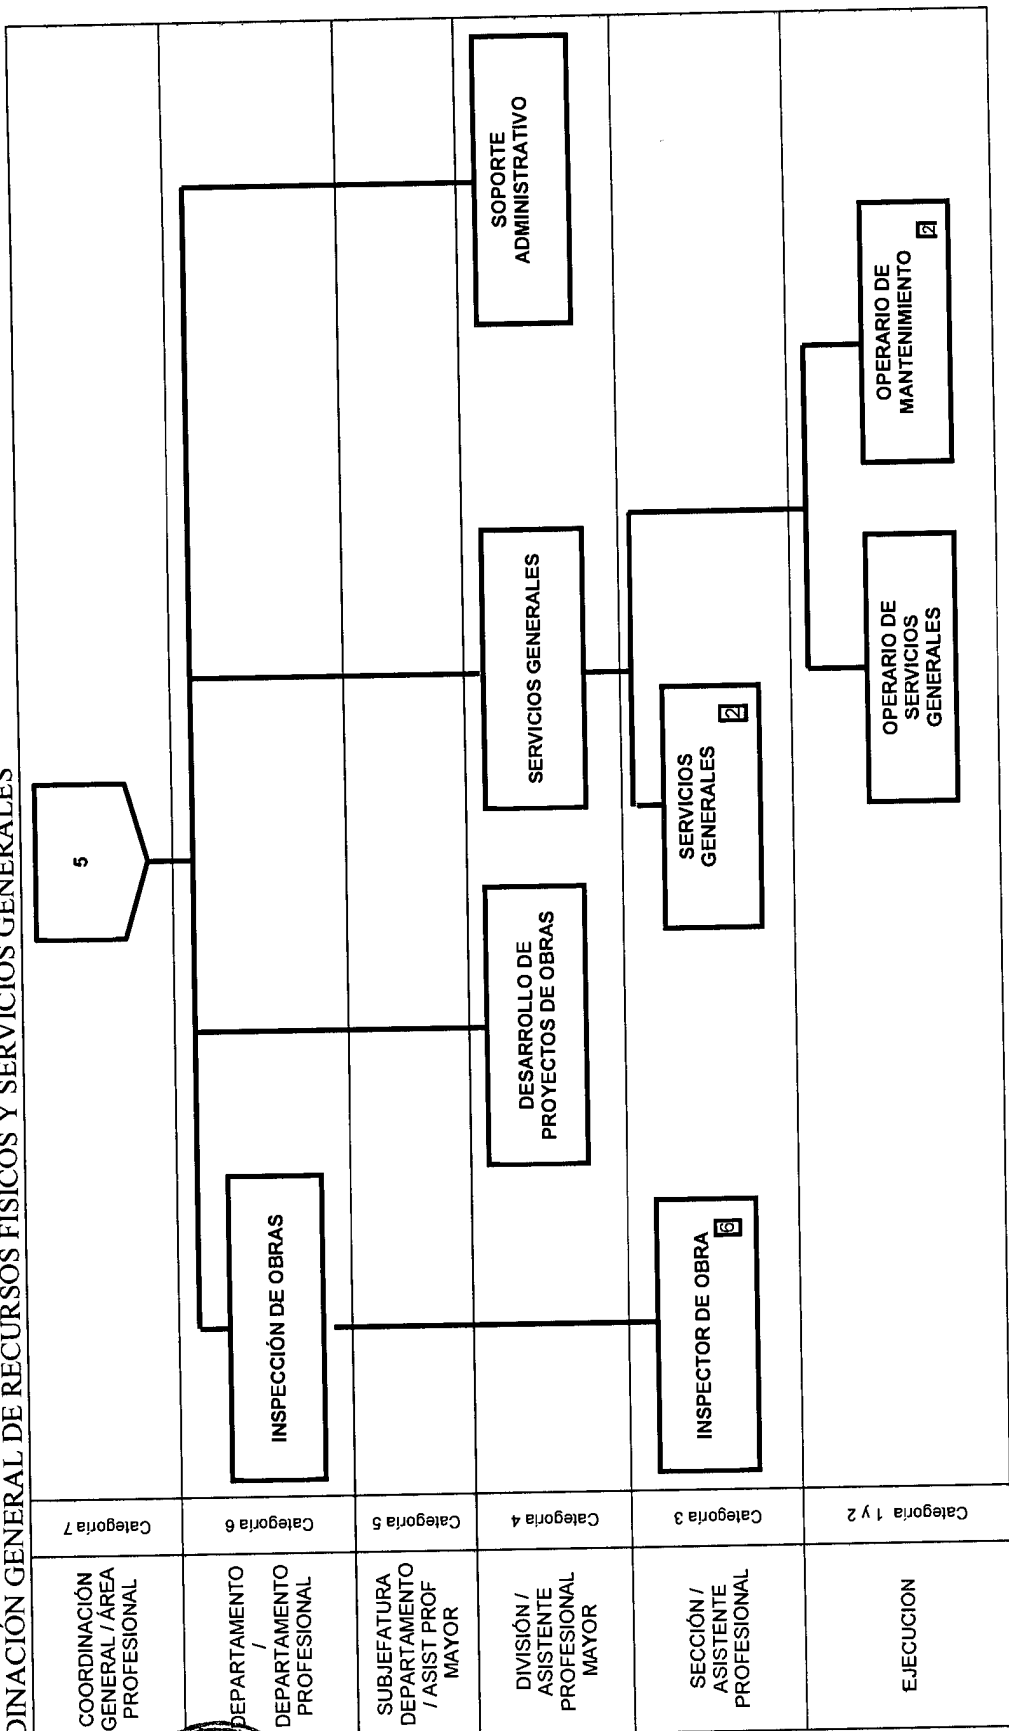 DINACIÓN GENERAL DE RECURSOS FISICOS Y SERVICIOS GENERALES
COORDINACIÓN
GENERAL / ÁREA
PROFESIONAL
Categoría 7
5
DEPARTAMENTO
/
DEPARTAMENTO
PROFESIONAL
Categoría 6
INSPECCIÓN DE OBRAS
SUBJEFATURA
DEPARTAMENTO
/ ASIST PROF
MAYOR
Categoría 5
DIVISIÓN /
ASISTENTE
PROFESIONAL
MAYOR
Categoría 4
DESARROLLO DE
PROYECTOS DE OBRAS
SERVICIOS GENERALES
SOPORTE
ADMINISTRATIVO
SECCIÓN /
ASISTENTE
PROFESIONAL
Categoría 3
INSPECTOR DE OBRA
6
SERVICIOS
GENERALES
2
EJECUCION
Categoría 1 y 2
OPERARIO DE
SERVICIOS
GENERALES
OPERARIO DE
MANTENIMIENTO
2